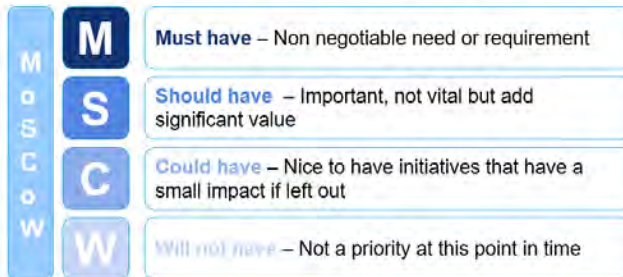 MoSCoW
M
Must have – Non negotiable need or requirement
S
Should have – Important, not vital but add
significant value
C
Could have – Nice to have initiatives that have a
small impact if left out
W
Will not have – Not a priority at this point in time